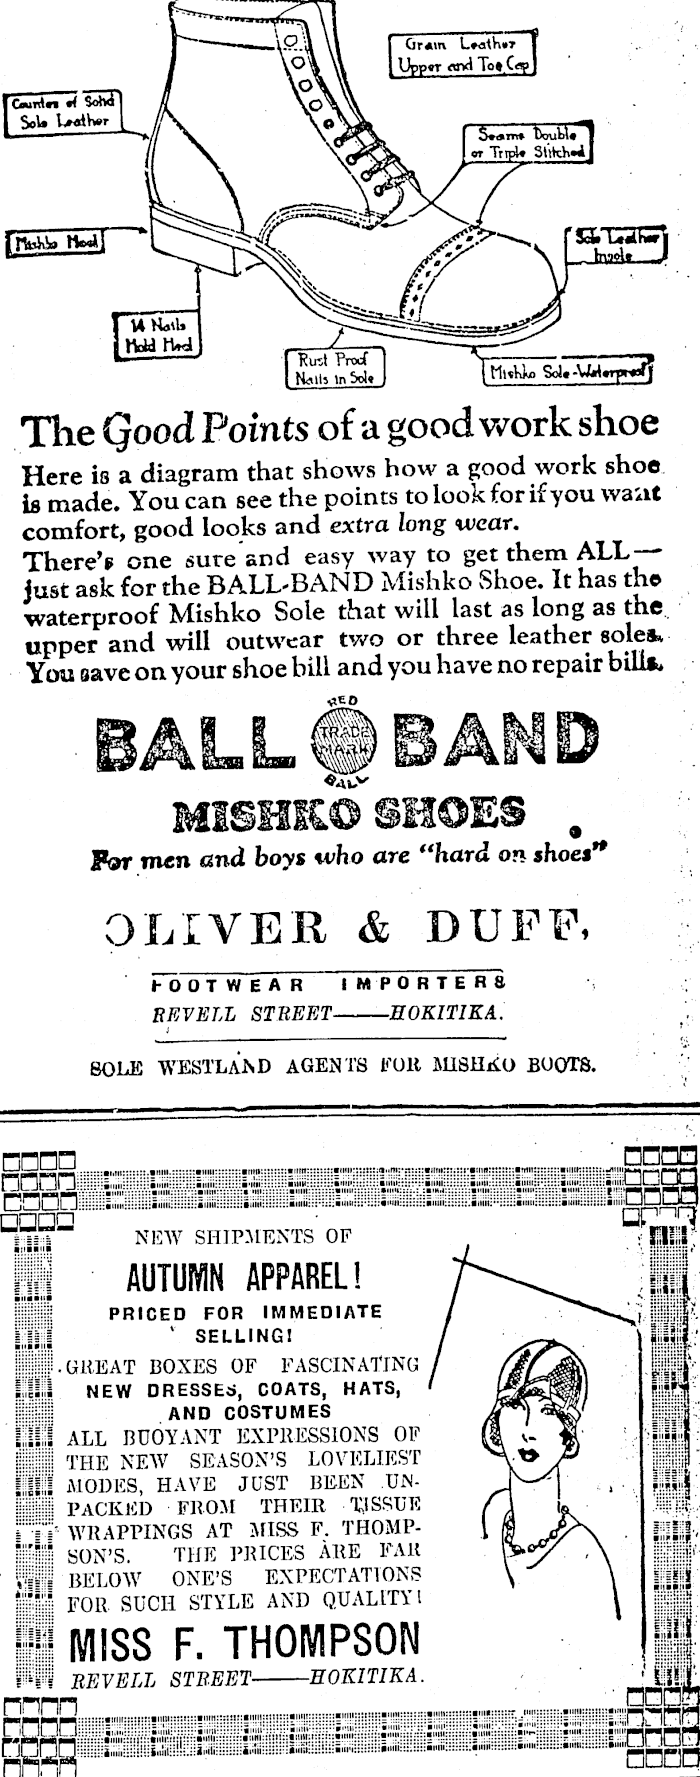 Grain Leather
Upper and Toe Cap
Counter of Solid
Sole Leather
Seams Double
or Triple Stitched
Mishko Heel
Sole Leather
Insole
14 Nails
Hold Heel
Rust Proof
Nails in Sole
Mishko Sole-Waterproof
The Good Points of a good work shoe
Here is a diagram that shows how a good work shoe
is made. You can see the points to look for if you want
comfort, good looks and extra long wear.
There's one sure and easy way to get them ALL—
just ask for the BALL-BAND Mishko Shoe. It has the
waterproof Mishko Sole that will last as long as the
upper and will outwear two or three leather soles.
You save on your shoe bill and you have no repair bills.
RED
BALL TRADE BAND
MARK
BALL
MISHKO SHOES
For men and boys who are "hard on shoes"
OLIVER & DUFF,
FOOTWEAR IMPORTERS
REVELL STREET——HOKITIKA.
SOLE WESTLAND AGENTS FOR MISHKO BOOTS.
NEW SHIPMENTS OF
AUTUMN APPAREL!
PRICED FOR IMMEDIATE
SELLING!
GREAT BOXES OF FASCINATING
NEW DRESSES, COATS, HATS,
AND COSTUMES
ALL BUOYANT EXPRESSIONS OF
THE NEW SEASON'S LOVELIEST
MODES, HAVE JUST BEEN UN-
PACKED FROM THEIR TISSUE
WRAPPINGS AT MISS F. THOMP-
SON'S. THE PRICES ARE FAR
BELOW ONE'S EXPECTATIONS
FOR SUCH STYLE AND QUALITY!
MISS F. THOMPSON
REVELL STREET——HOKITIKA.